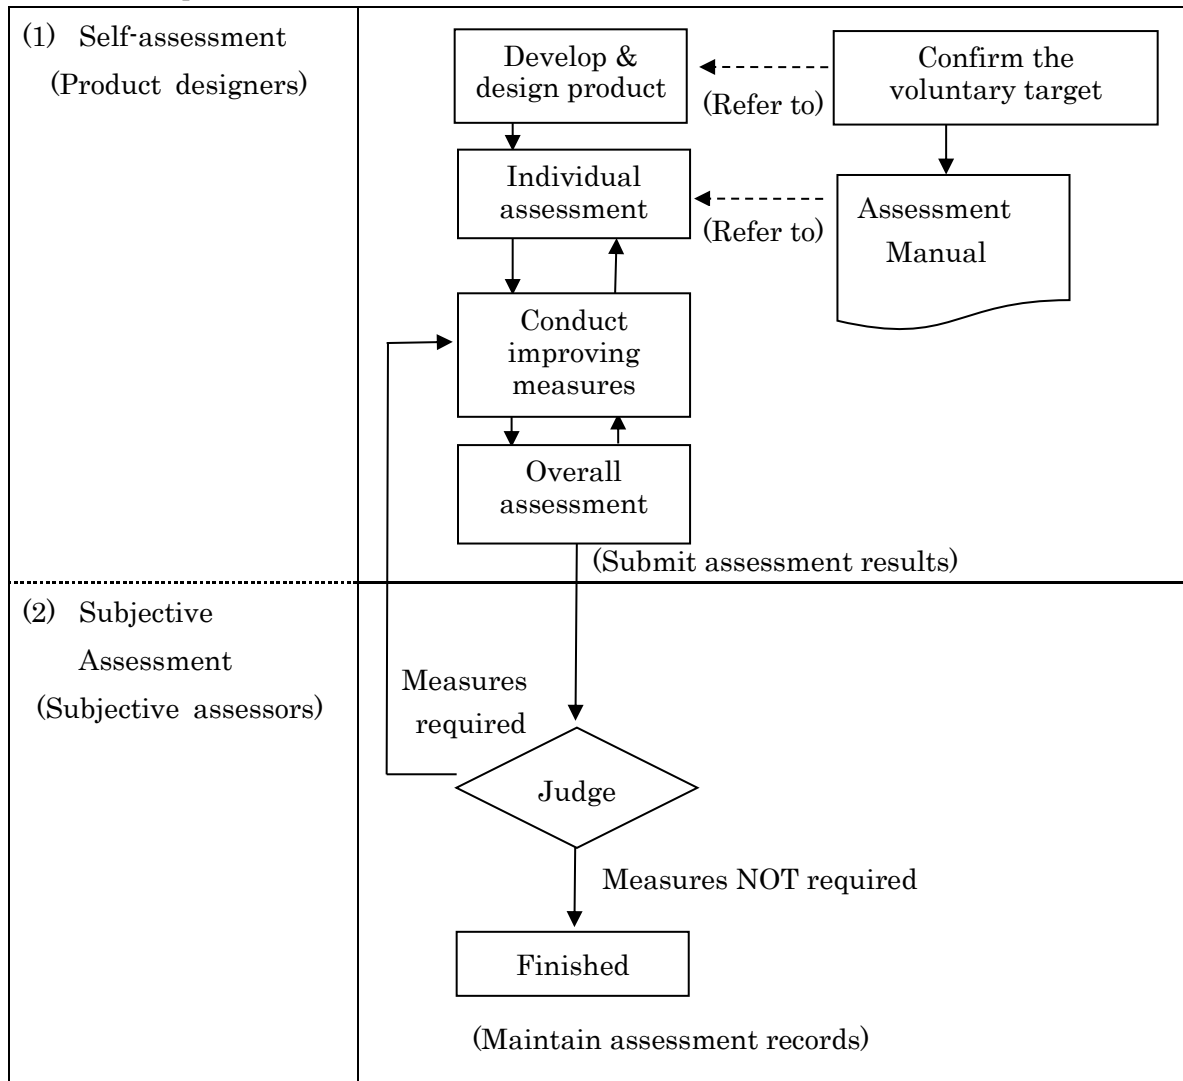 (1) Self-assessment
(Product designers)
Develop &
design product
(Refer to)
Confirm the
voluntary target
Individual
assessment
(Refer to)
Assessment
Manual
Conduct
improving
measures
Overall
assessment
(Submit assessment results)
(2) Subjective
Assessment
(Subjective assessors)
Measures
required
Judge
Measures NOT required
Finished
(Maintain assessment records)